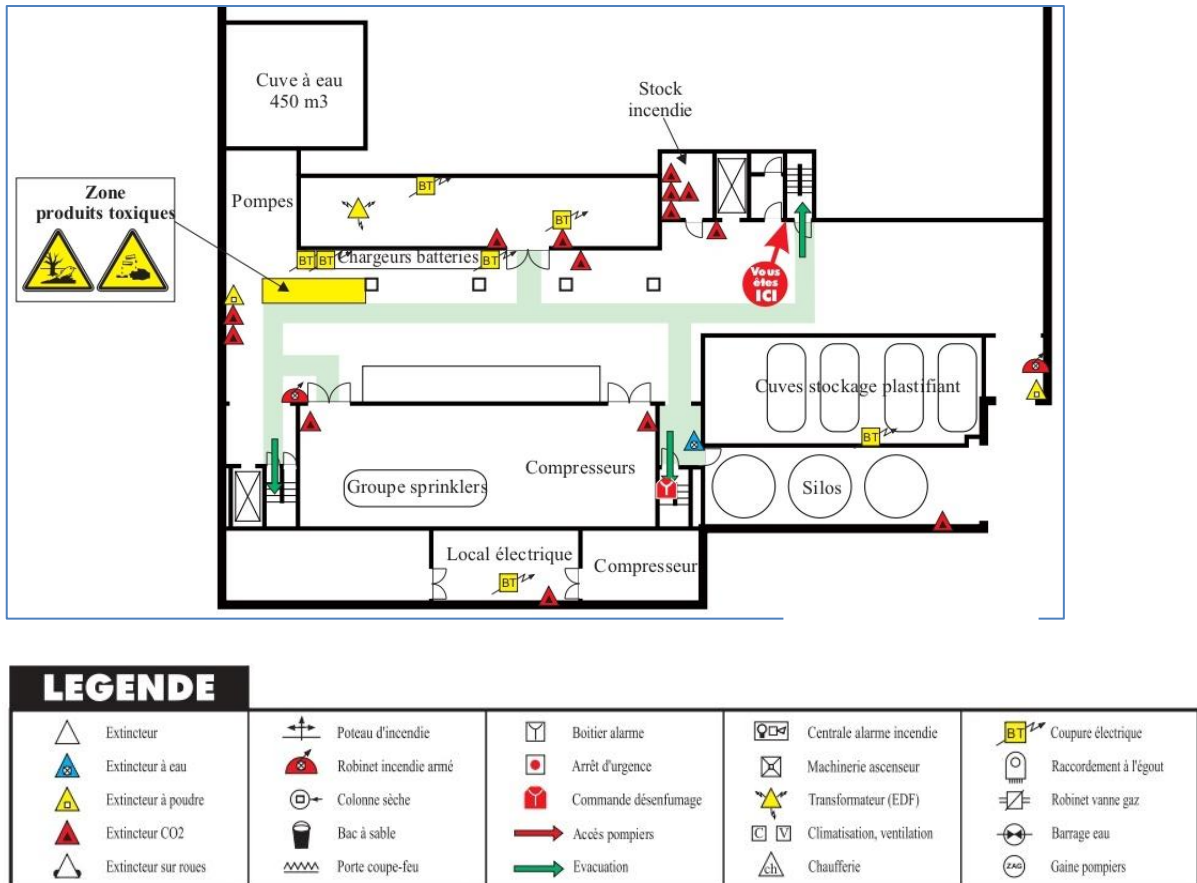 Cuve à eau
450 m3
Stock
incendie
Zone
produits toxiques
Pompes
BT
BT
BT
BT
Chargeurs batteries
BT
Vous
êtes
ICI
Cuves stockage plastifiant
BT
Compresseurs
Groupe sprinklers
Silos
Local électrique
Compresseur
BT
LEGENDE
Extincteur
Extincteur à eau
Extincteur à poudre
Extincteur CO2
Extincteur sur roues
Poteau d'incendie
Robinet incendie armé
Colonne sèche
Bac à sable
Porte coupe-feu
Boitier alarme
Arrêt d'urgence
Commande désenfumage
Accès pompiers
Evacuation
Centrale alarme incendie
Machinerie ascenseur
Transformateur (EDF)
C V Climatisation, ventilation
ch Chaufferie
BT Coupure électrique
Raccordement à l'égout
Robinet vanne gaz
Barrage eau
ZAG Gaine pompiers